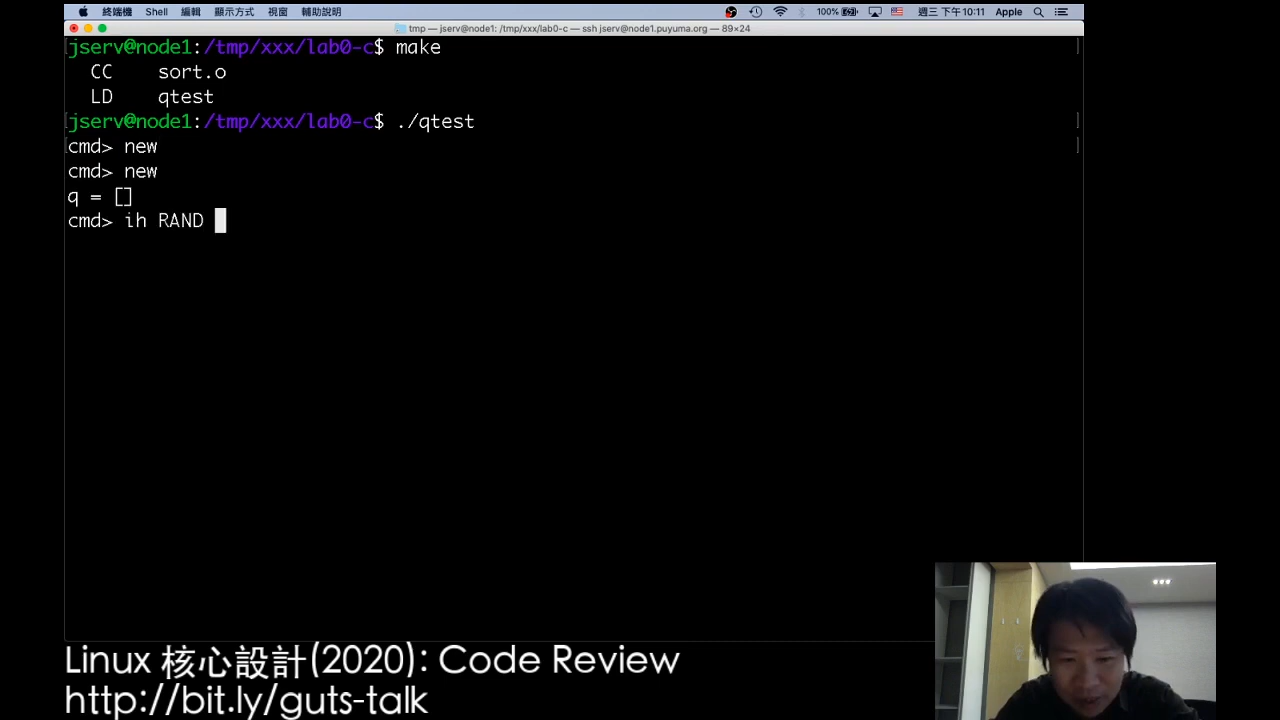 終端機 Shell 編輯 顯示方式 視窗 輔助說明 100% 週三 下午10:11 Apple
tmp — jserv@node1: /tmp/xxx/lab0-c — ssh jserv@node1.puyuma.org — 89×24
jserv@node1:/tmp/xxx/lab0-c$ make
CC sort.o
LD qtest
jserv@node1:/tmp/xxx/lab0-c$ ./qtest
cmd> new
cmd> new
q = []
cmd> ih RAND
Linux 核心設計(2020): Code Review
http://bit.ly/guts-talk